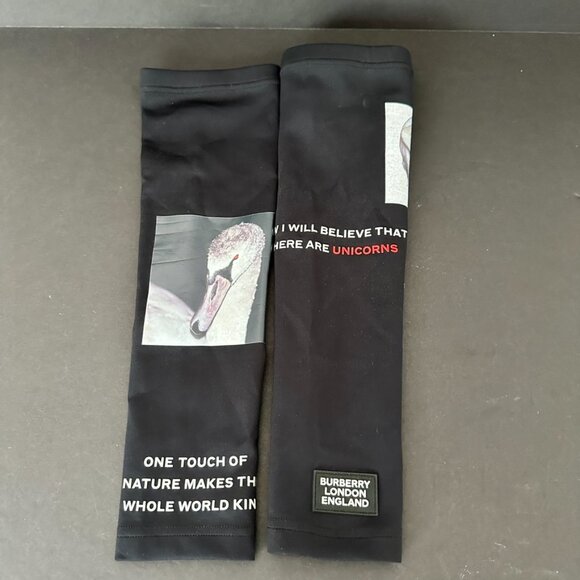 ONE TOUCH OF
NATURE MAKES TH
WHOLE WORLD KIN
I WILL BELIEVE THAT
HERE ARE UNICORNS
BURBERRY
LONDON
ENGLAND